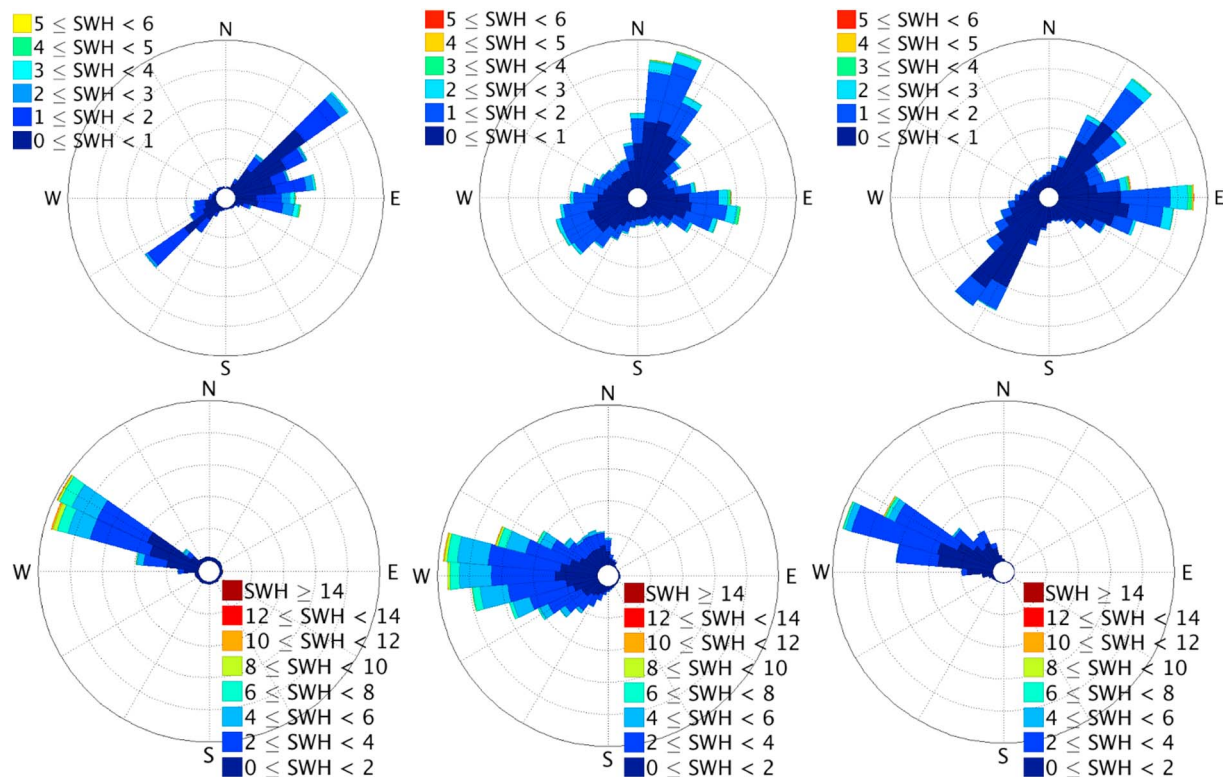 5 ≤ SWH < 6
4 ≤ SWH < 5
3 ≤ SWH < 4
2 ≤ SWH < 3
1 ≤ SWH < 2
0 ≤ SWH < 1
N
W
E
S
5 ≤ SWH < 6
4 ≤ SWH < 5
3 ≤ SWH < 4
2 ≤ SWH < 3
1 ≤ SWH < 2
0 ≤ SWH < 1
N
W
E
S
5 ≤ SWH < 6
4 ≤ SWH < 5
3 ≤ SWH < 4
2 ≤ SWH < 3
1 ≤ SWH < 2
0 ≤ SWH < 1
N
W
E
S
N
W
E
S
SWH ≥ 14
12 ≤ SWH < 14
10 ≤ SWH < 12
8 ≤ SWH < 10
6 ≤ SWH < 8
4 ≤ SWH < 6
2 ≤ SWH < 4
0 ≤ SWH < 2
N
W
E
S
SWH ≥ 14
12 ≤ SWH < 14
10 ≤ SWH < 12
8 ≤ SWH < 10
6 ≤ SWH < 8
4 ≤ SWH < 6
2 ≤ SWH < 4
0 ≤ SWH < 2
N
W
E
S
SWH ≥ 14
12 ≤ SWH < 14
10 ≤ SWH < 12
8 ≤ SWH < 10
6 ≤ SWH < 8
4 ≤ SWH < 6
2 ≤ SWH < 4
0 ≤ SWH < 2